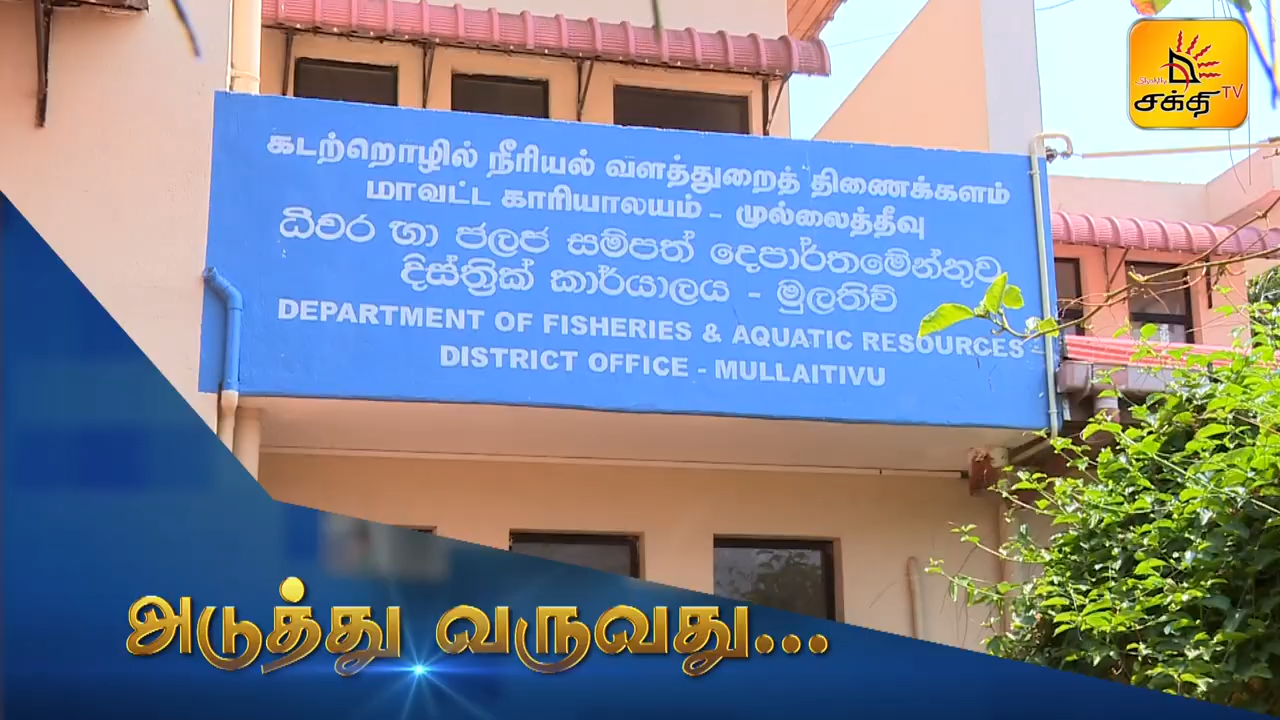 Shakthi
சக்தி TV
கடற்றொழில் நீரியல் வளத்துறைத் திணைக்களம்
மாவட்ட காரியாலயம் - முல்லைத்தீவு
ධීවර හා ජලජ සම්පත් දෙපාර්තමේන්තුව
දිස්ත්‍රික් කාර්යාලය - මුලතිව්
DEPARTMENT OF FISHERIES & AQUATIC RESOURCES
DISTRICT OFFICE - MULLAITIVU
அடுத்து வருவது...